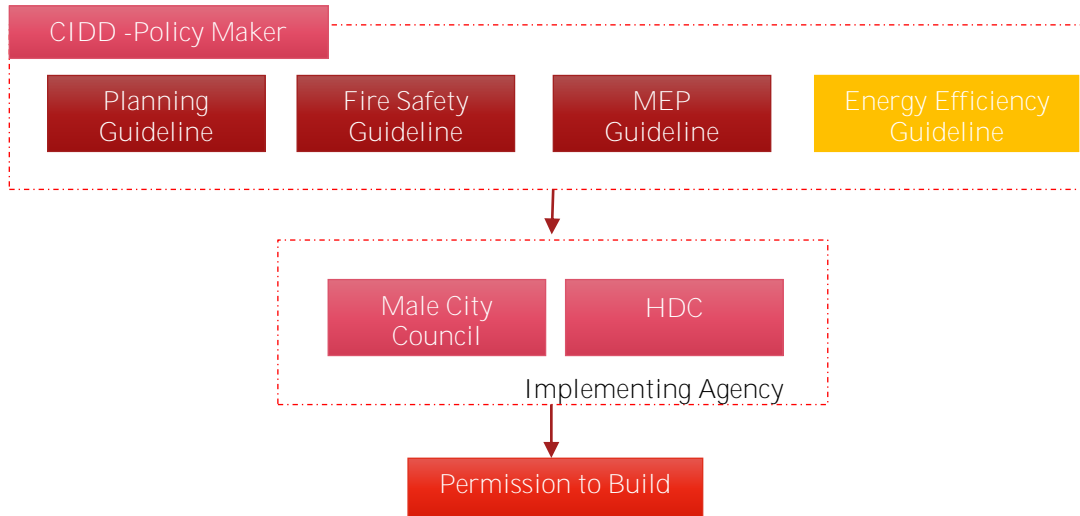 CIDD -Policy Maker
Planning
Guideline
Fire Safety
Guideline
MEP
Guideline
Energy Efficiency
Guideline
Male City
Council
HDC
Implementing Agency
Permission to Build